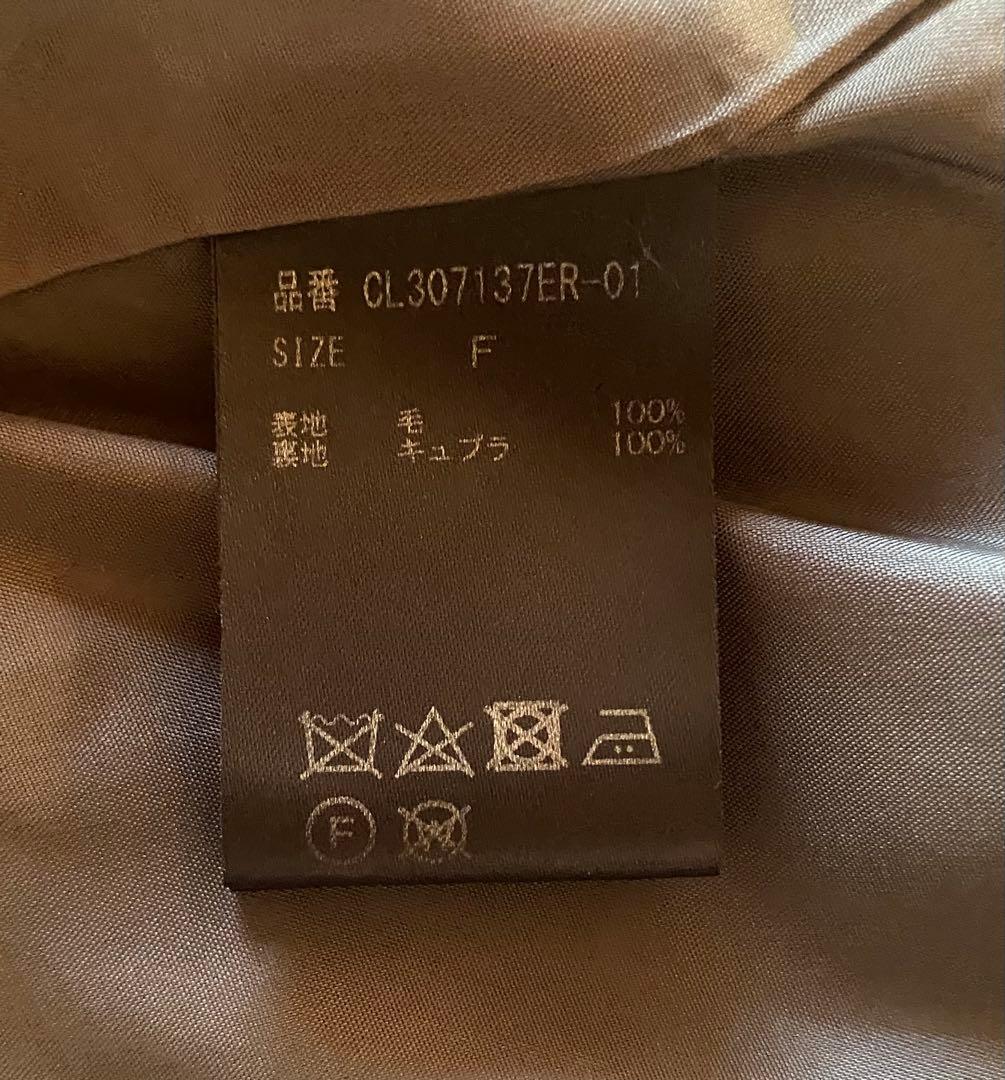 品番 CL307137ER-01
SIZE F
表地 毛 100%
裏地 キュプラ 100%
F
W